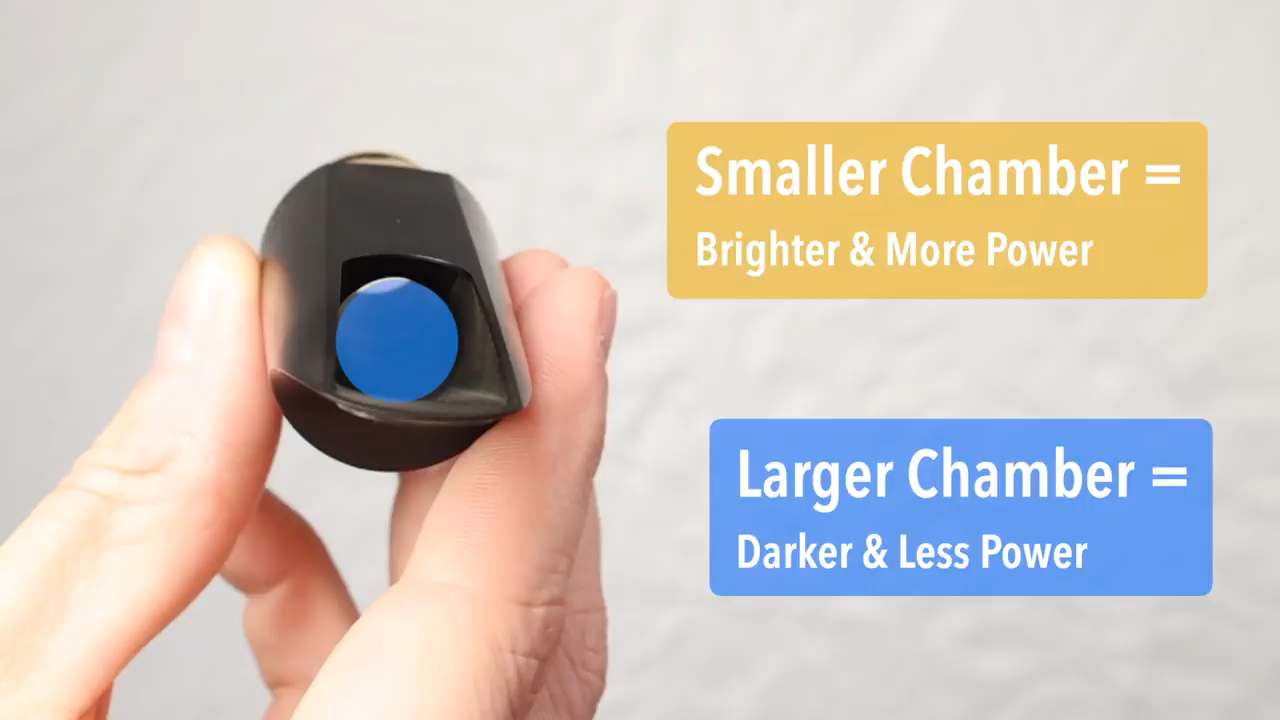 Smaller Chamber =
Brighter & More Power
Larger Chamber =
Darker & Less Power